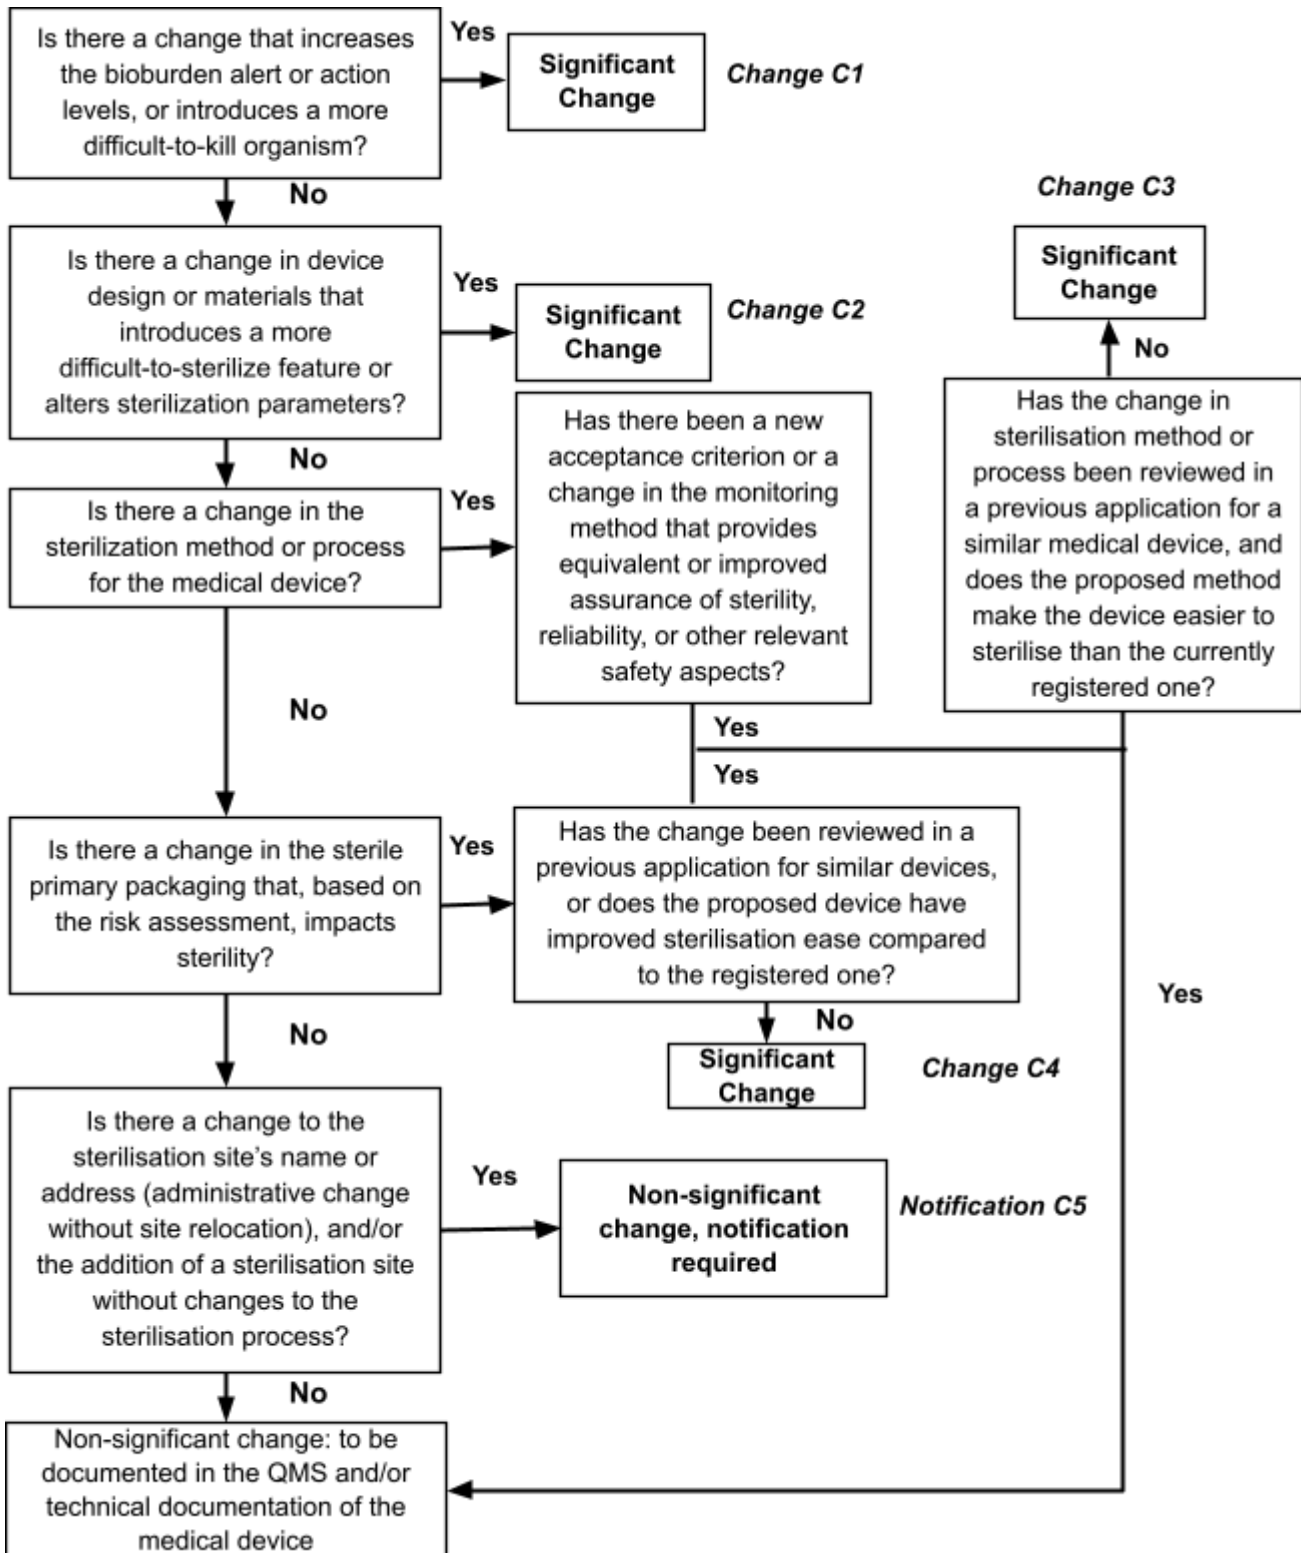 Is there a change that increases
the bioburden alert or action
levels, or introduces a more
difficult-to-kill organism?
Yes
Significant
Change
Change C1
No
Is there a change in device
design or materials that
introduces a more
difficult-to-sterilize feature or
alters sterilization parameters?
Yes
Significant
Change
Change C2
Change C3
Significant
Change
No
Has the change in
sterilisation method or
process been reviewed in
a previous application for a
similar medical device, and
does the proposed method
make the device easier to
sterilise than the currently
registered one?
No
Is there a change in the
sterilization method or process
for the medical device?
Yes
Has there been a new
acceptance criterion or a
change in the monitoring
method that provides
equivalent or improved
assurance of sterility,
reliability, or other relevant
safety aspects?
No
Yes
Yes
Is there a change in the sterile
primary packaging that, based on
the risk assessment, impacts
sterility?
Yes
Has the change been reviewed in a
previous application for similar devices,
or does the proposed device have
improved sterilisation ease compared
to the registered one?
Yes
No
Significant
Change
Change C4
No
Is there a change to the
sterilisation site's name or
address (administrative change
without site relocation), and/or
the addition of a sterilisation site
without changes to the
sterilisation process?
Yes
Non-significant
change, notification
required
Notification C5
No
Non-significant change: to be
documented in the QMS and/or
technical documentation of the
medical device